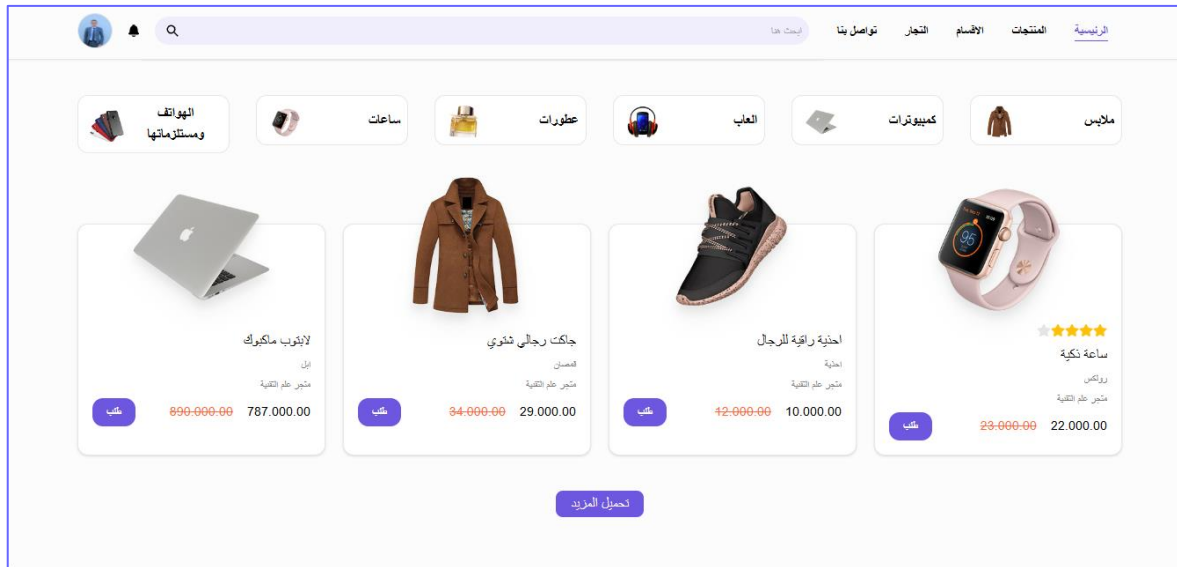 الرئيسية
المنتجات
الاقسام
التجار
تواصل بنا
ابحث هنا
ملابس
كمبيوترات
العاب
عطورات
ساعات
الهواتف
ومستلزماتها
ساعة ذكية
رولكس
متجر علم التقنية
22.000.00 23.000.00
طلب
احذية راقية للرجال
احذية
متجر علم التقنية
10.000.00 12.000.00
طلب
جاكت رجالي شتوي
متجر علم التقنية
29.000.00 34.000.00
طلب
لابتوب ماكبوك
ابل
متجر علم التقنية
787.000.00 890.000.00
طلب
تحميل المزيد